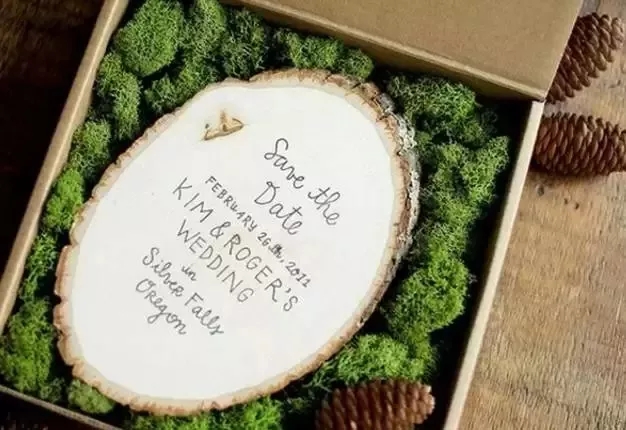 Save the
Date
FEBRUARY 26th, 2011
KIM & ROGER'S
WEDDING
in
Silver Falls
Oregon